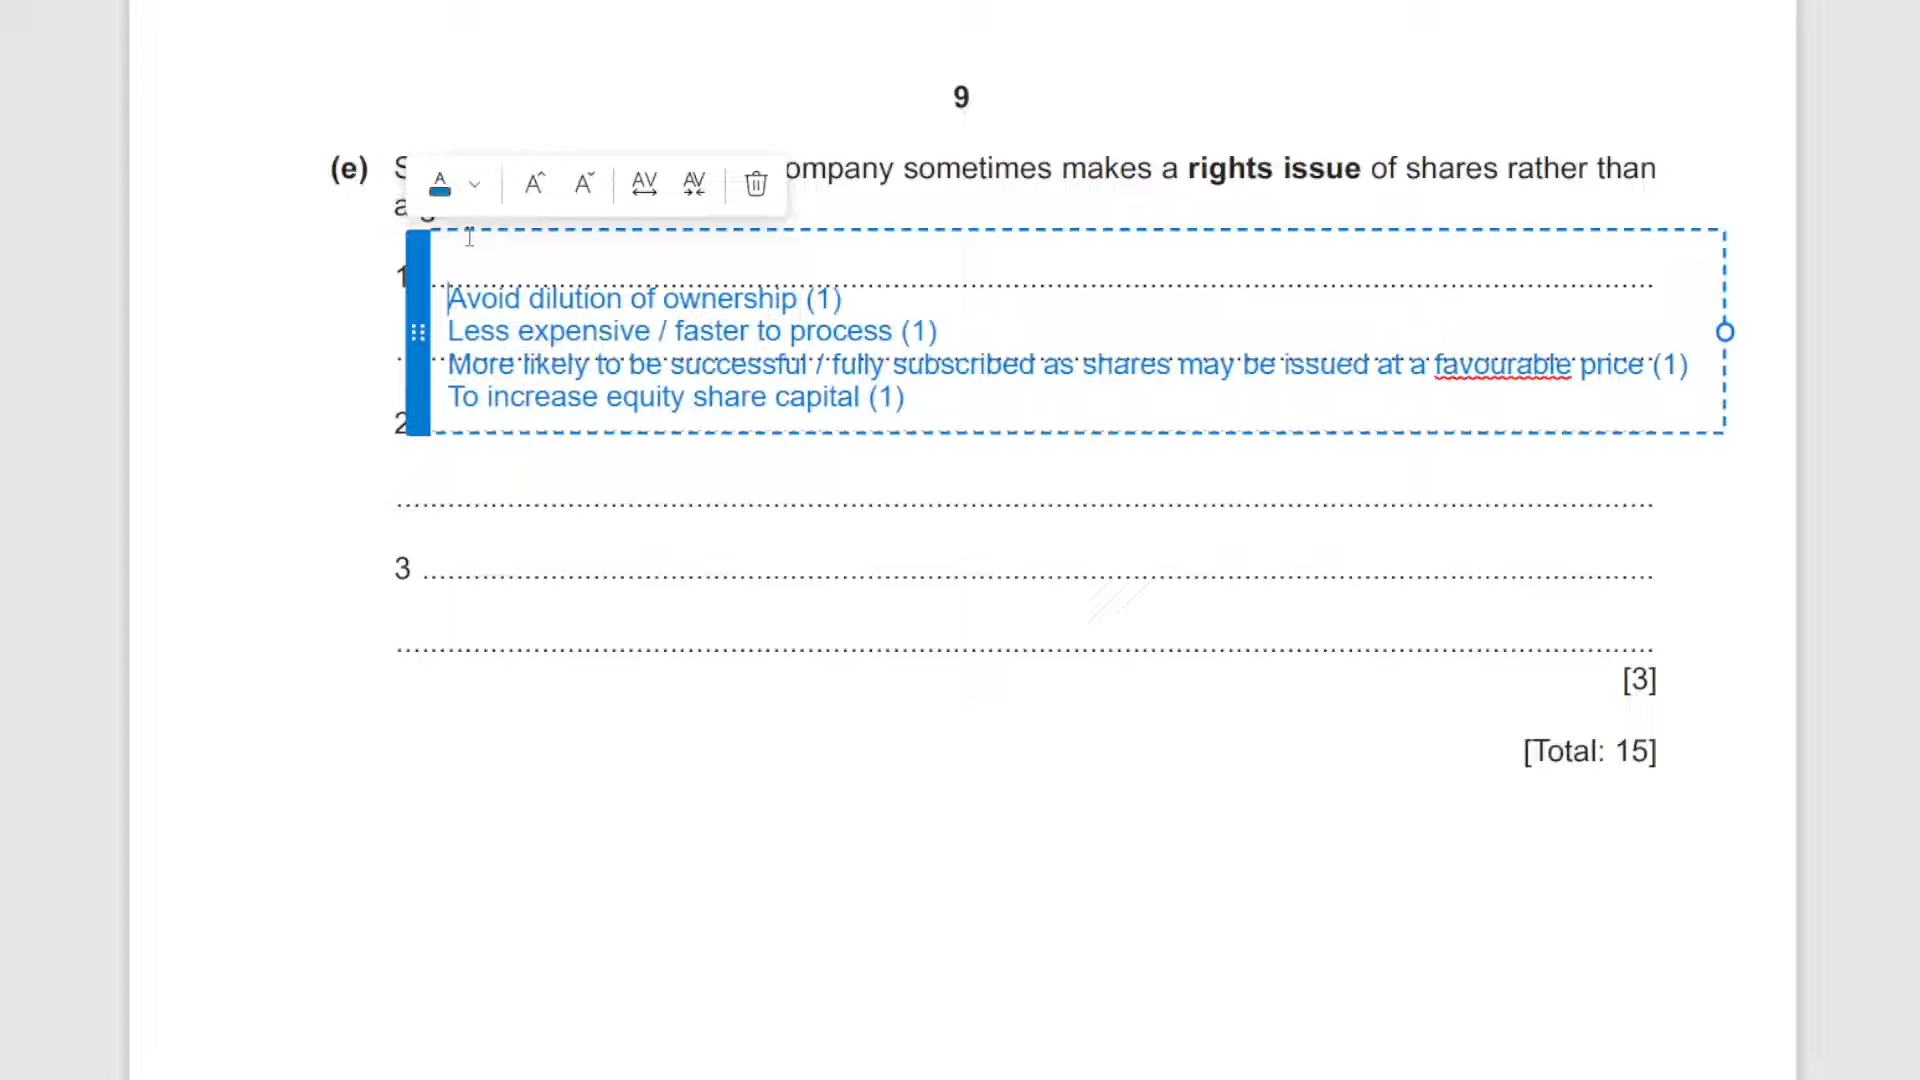 9
(e) ompany sometimes makes a rights issue of shares rather than
a
1
Avoid dilution of ownership (1)
Less expensive / faster to process (1)
More likely to be successful / fully subscribed as shares may be issued at a favourable price (1)
To increase equity share capital (1)
2
3
[3]
[Total: 15]